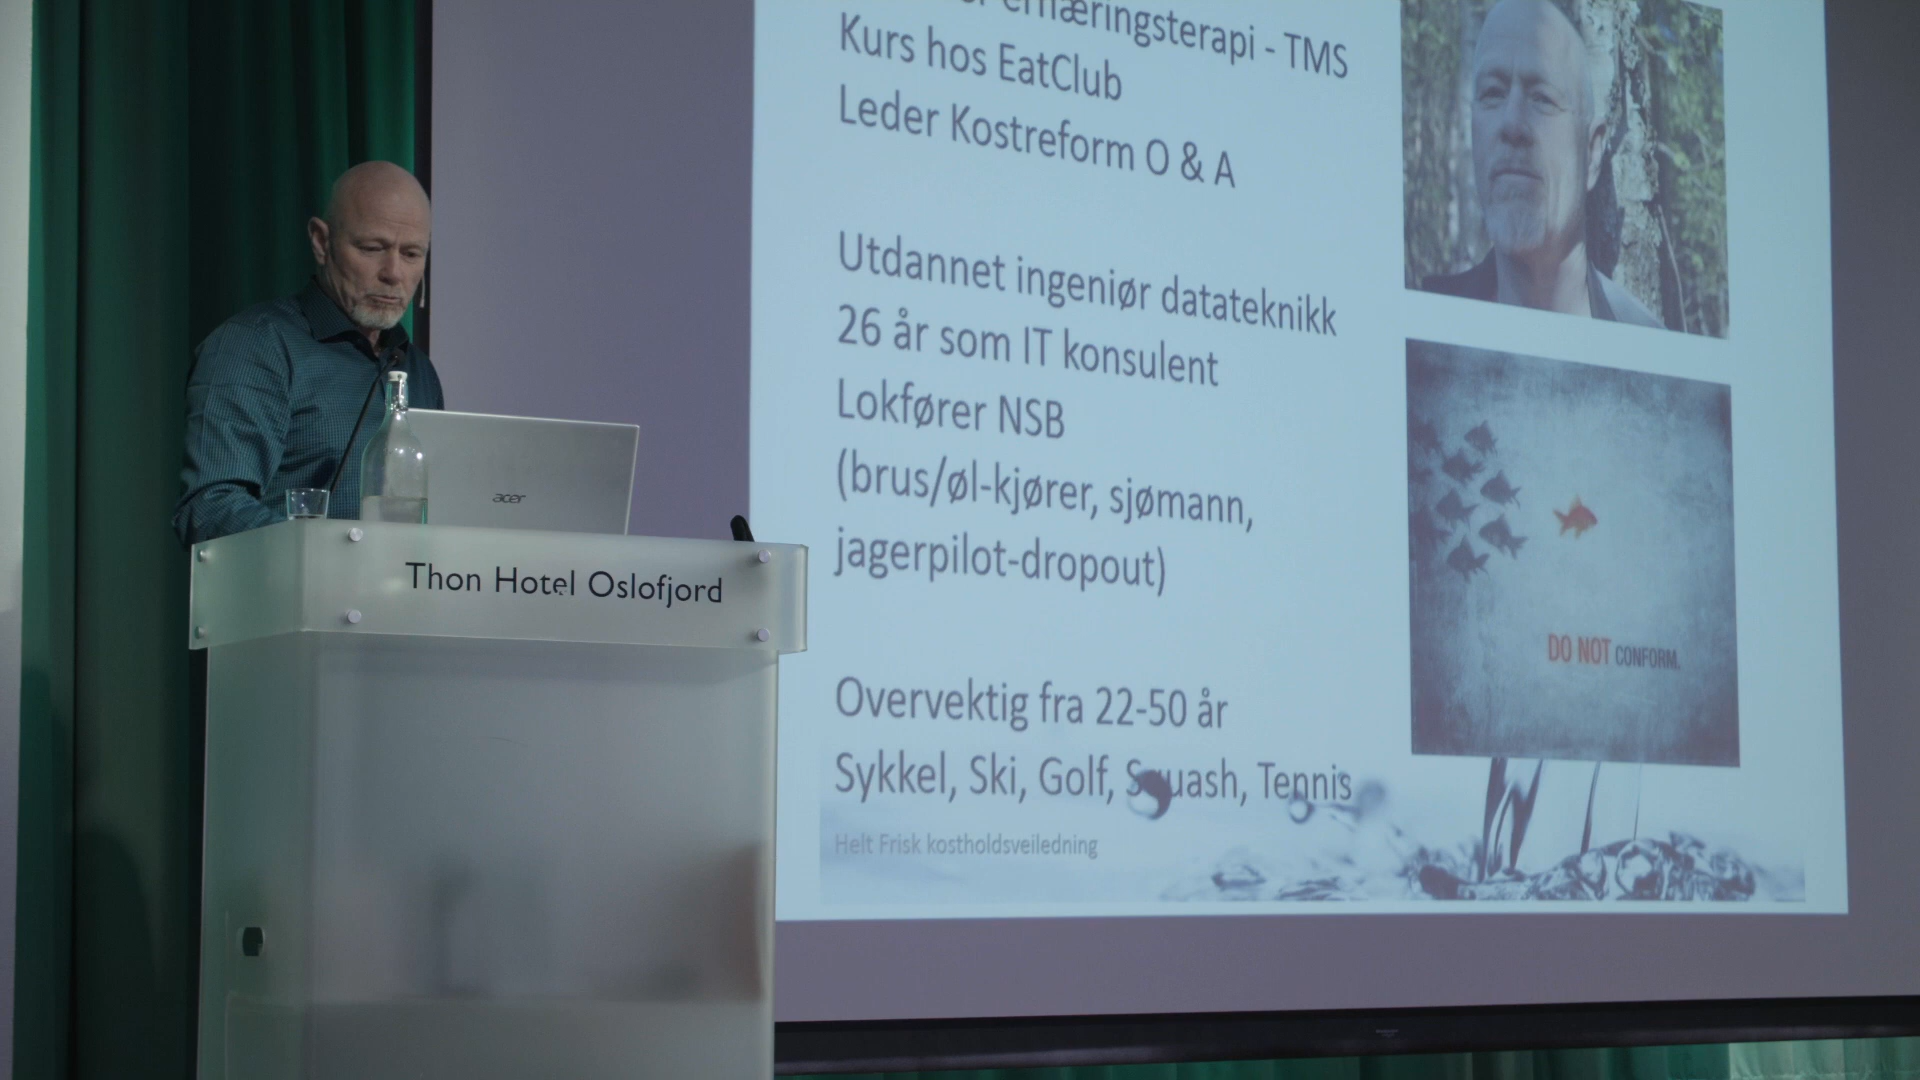 ernæringsterapi - TMS
Kurs hos EatClub
Leder Kostreform O & A
Utdannet ingeniør datateknikk
26 år som IT konsulent
Lokfører NSB
(brus/øl-kjører, sjømann,
jagerpilot-dropout)
Overvektig fra 22-50 år
Sykkel, Ski, Golf, Squash, Tennis
Helt Frisk kostholdsveiledning
DO NOT CONFORM.
acer
Thon Hotel Oslofjord